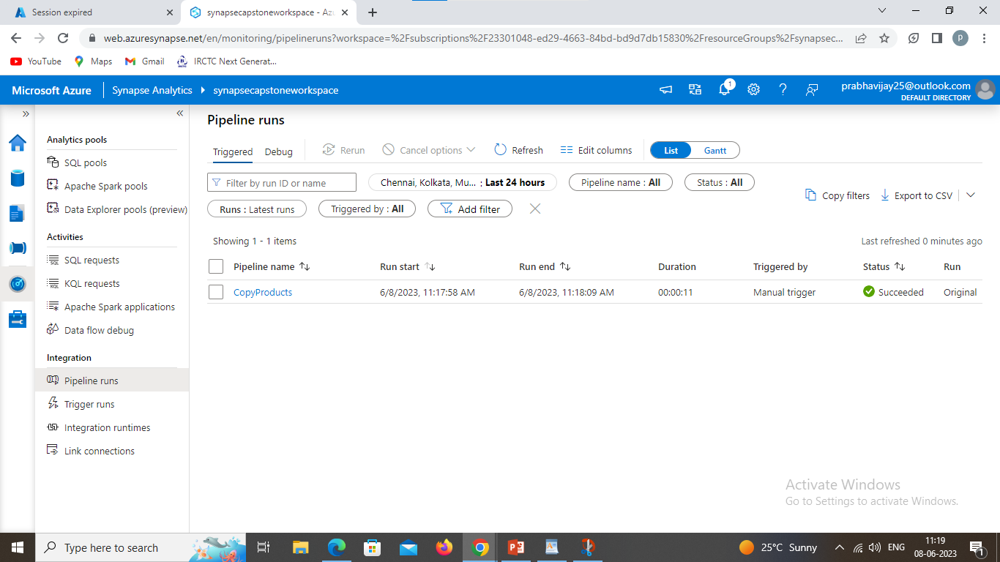 Session expired
synapsecapstoneworkspace - Azu
web.azuresynapse.net/en/monitoring/pipelineruns?workspace=%2Fsubscriptions%2F23301048-ed29-4663-84bd-bd9d7db15830%2FresourceGroups%2Fsynapsec...
P
YouTube Maps Gmail IRCTC Next Generat...
Microsoft Azure Synapse Analytics synapsecapstoneworkspace
1
prabhavijay25@outlook.com
DEFAULT DIRECTORY
Analytics pools
SQL pools
Apache Spark pools
Data Explorer pools (preview)
Activities
SQL requests
KQL requests
Apache Spark applications
Data flow debug
Integration
Pipeline runs
Trigger runs
Integration runtimes
Link connections
Pipeline runs
Triggered Debug Rerun Cancel options Refresh Edit columns List Gantt
Filter by run ID or name Chennai, Kolkata, Mu... : Last 24 hours Pipeline name : All Status : All
Runs : Latest runs Triggered by : All Add filter
Copy filters Export to CSV
Showing 1 - 1 items Last refreshed 0 minutes ago
Pipeline name Run start Run end Duration Triggered by Status Run
CopyProducts 6/8/2023, 11:17:58 AM 6/8/2023, 11:18:09 AM 00:00:11 Manual trigger Succeeded Original
Activate Windows
Go to Settings to activate Windows.
Type here to search
25°C Sunny
ENG
11:19
08-06-2023
1